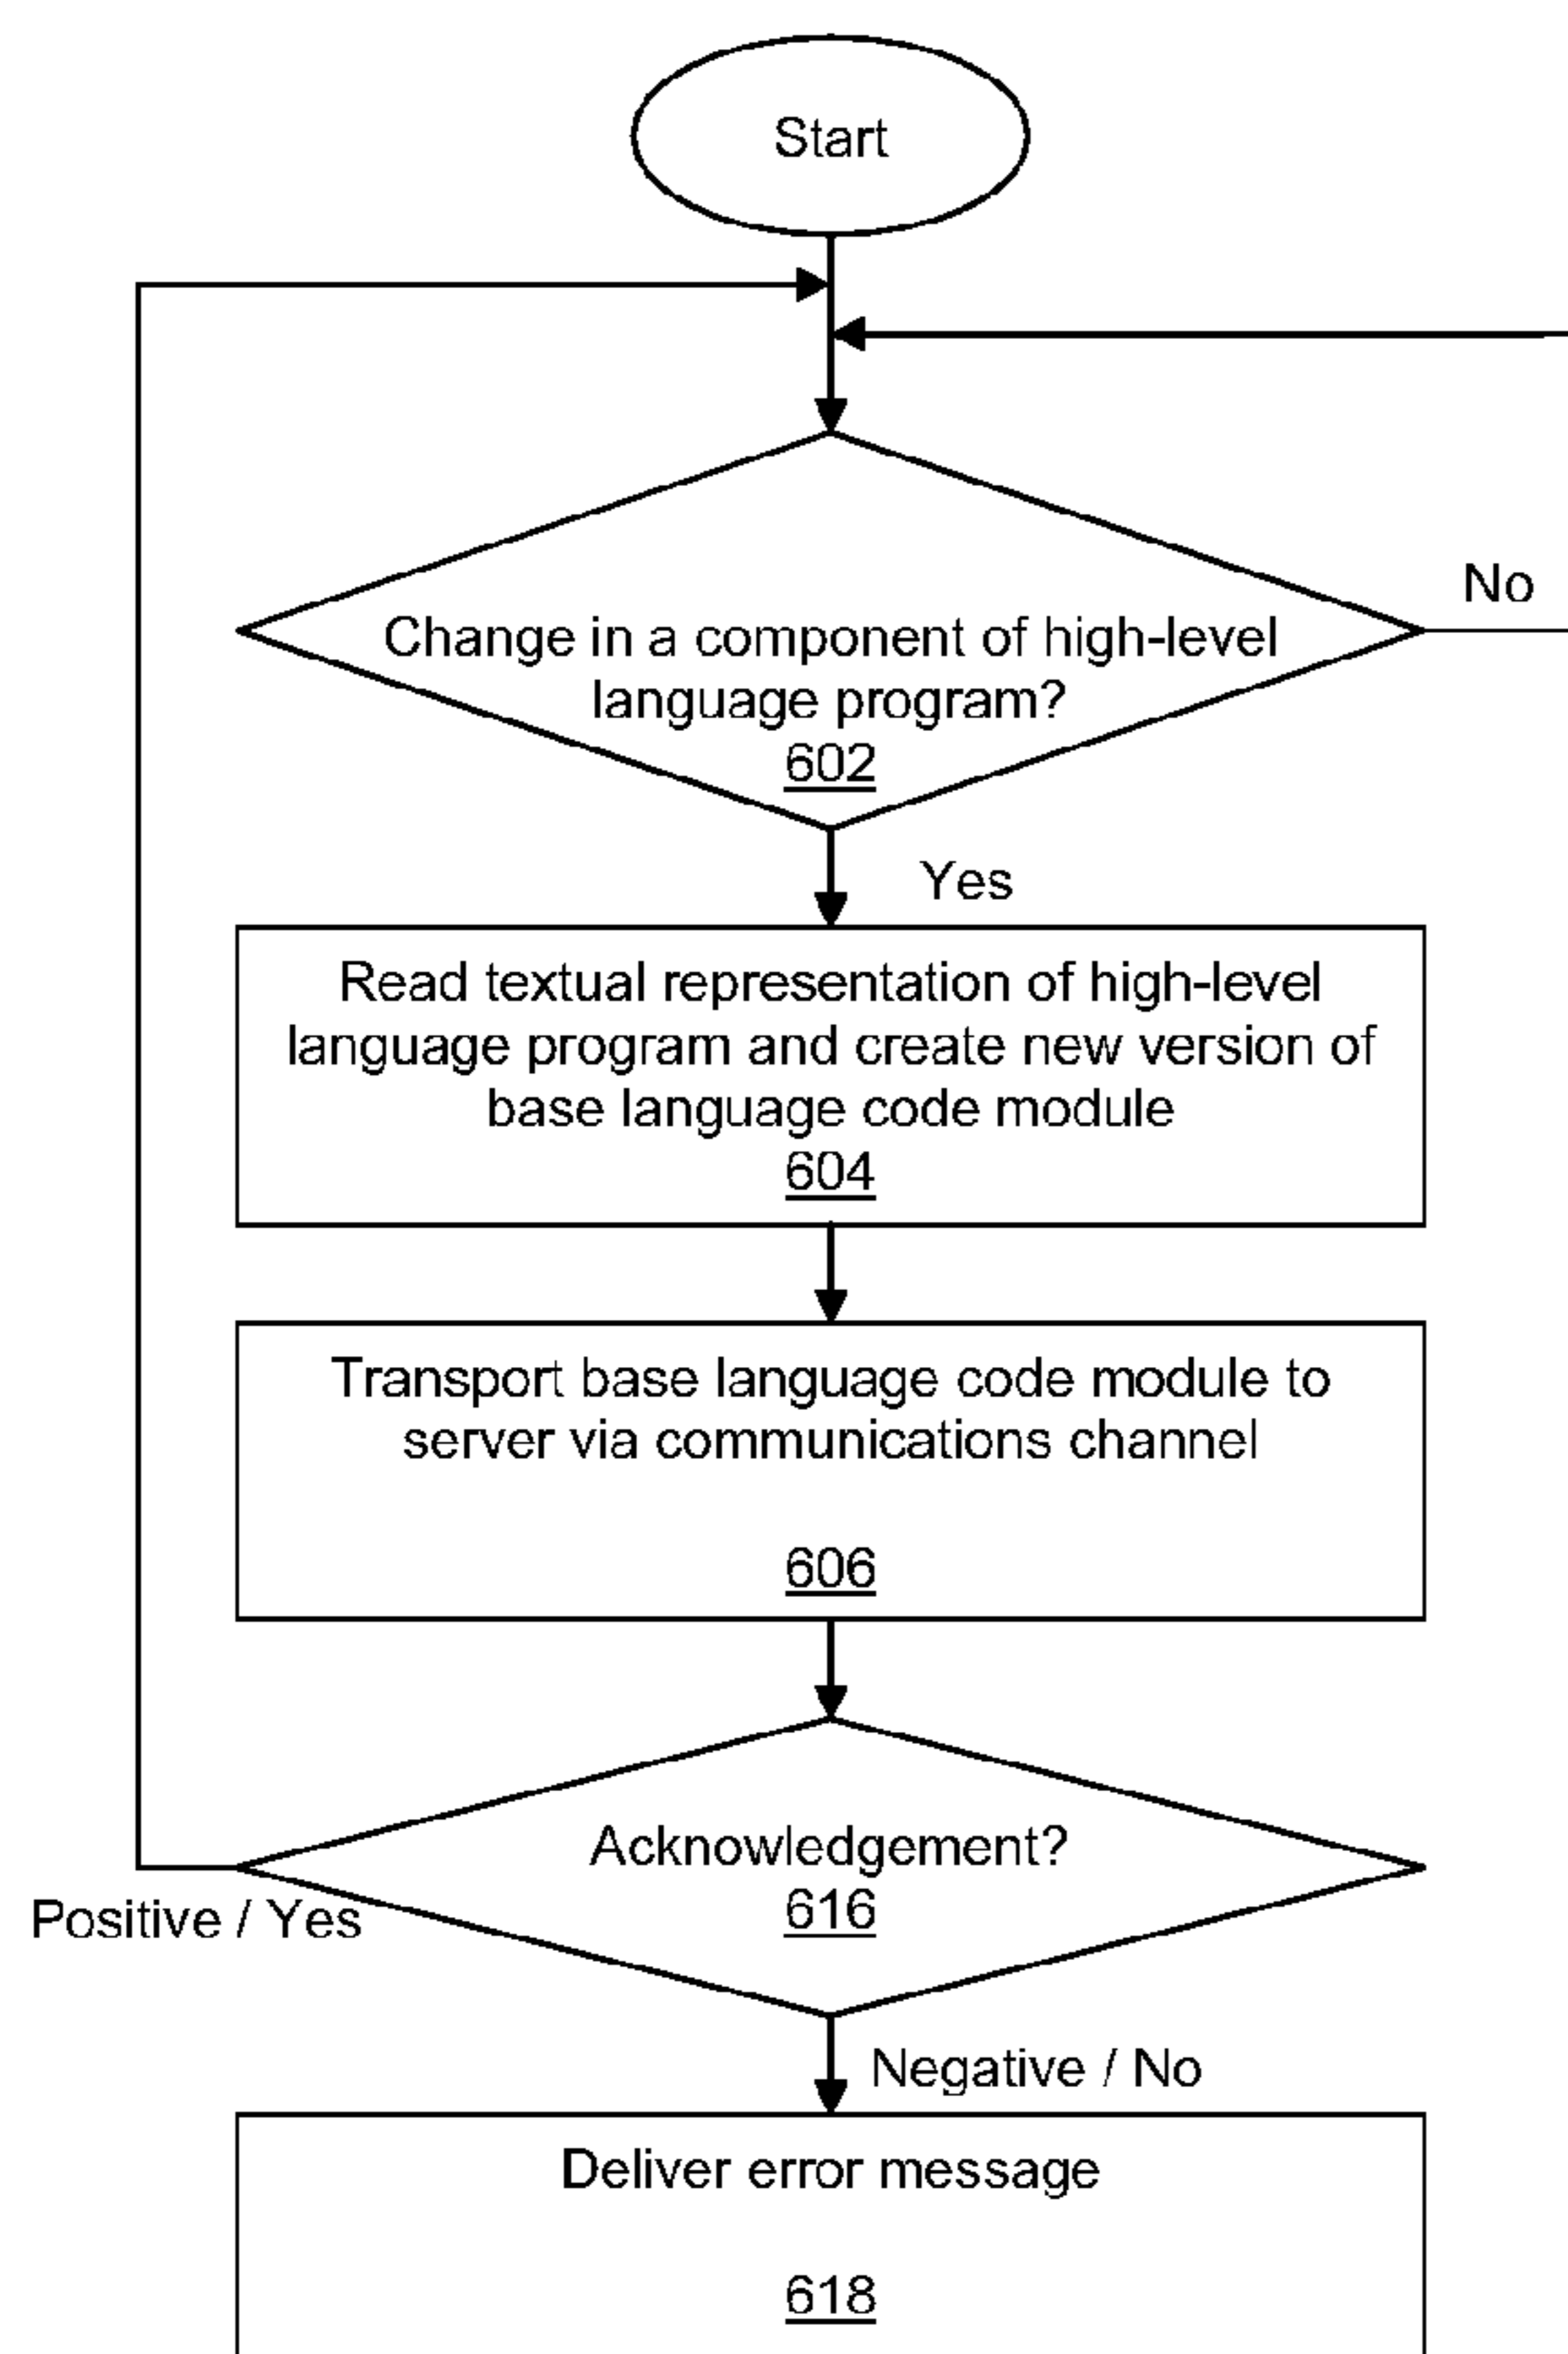 Start
No
Change in a component of high-level
language program?
602
Yes
Read textual representation of high-level
language program and create new version of
base language code module
604
Transport base language code module to
server via communications channel
606
Acknowledgement?
616
Positive / Yes
Negative / No
Deliver error message
618